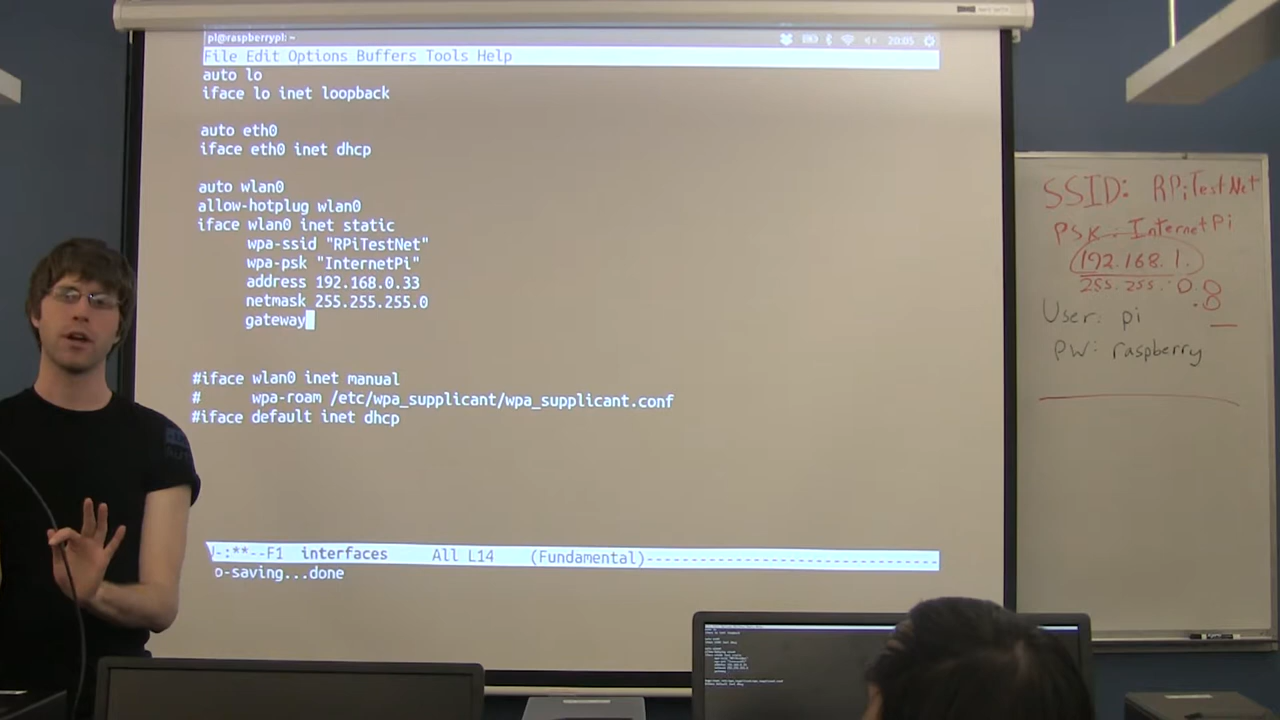 pi@raspberrypi: ~
20:05
File Edit Options Buffers Tools Help
auto lo
iface lo inet loopback
auto eth0
iface eth0 inet dhcp
auto wlan0
allow-hotplug wlan0
iface wlan0 inet static
wpa-ssid "RPiTestNet"
wpa-psk "InternetPi"
address 192.168.0.33
netmask 255.255.255.0
gateway
#iface wlan0 inet manual
# wpa-roam /etc/wpa_supplicant/wpa_supplicant.conf
#iface default inet dhcp
-:**--F1 interfaces All L14 (Fundamental)
o-saving...done
SSID: RPiTestNet
PSK: InternetPi
192.168.1.
255.255.
User: pi
PW: raspberry